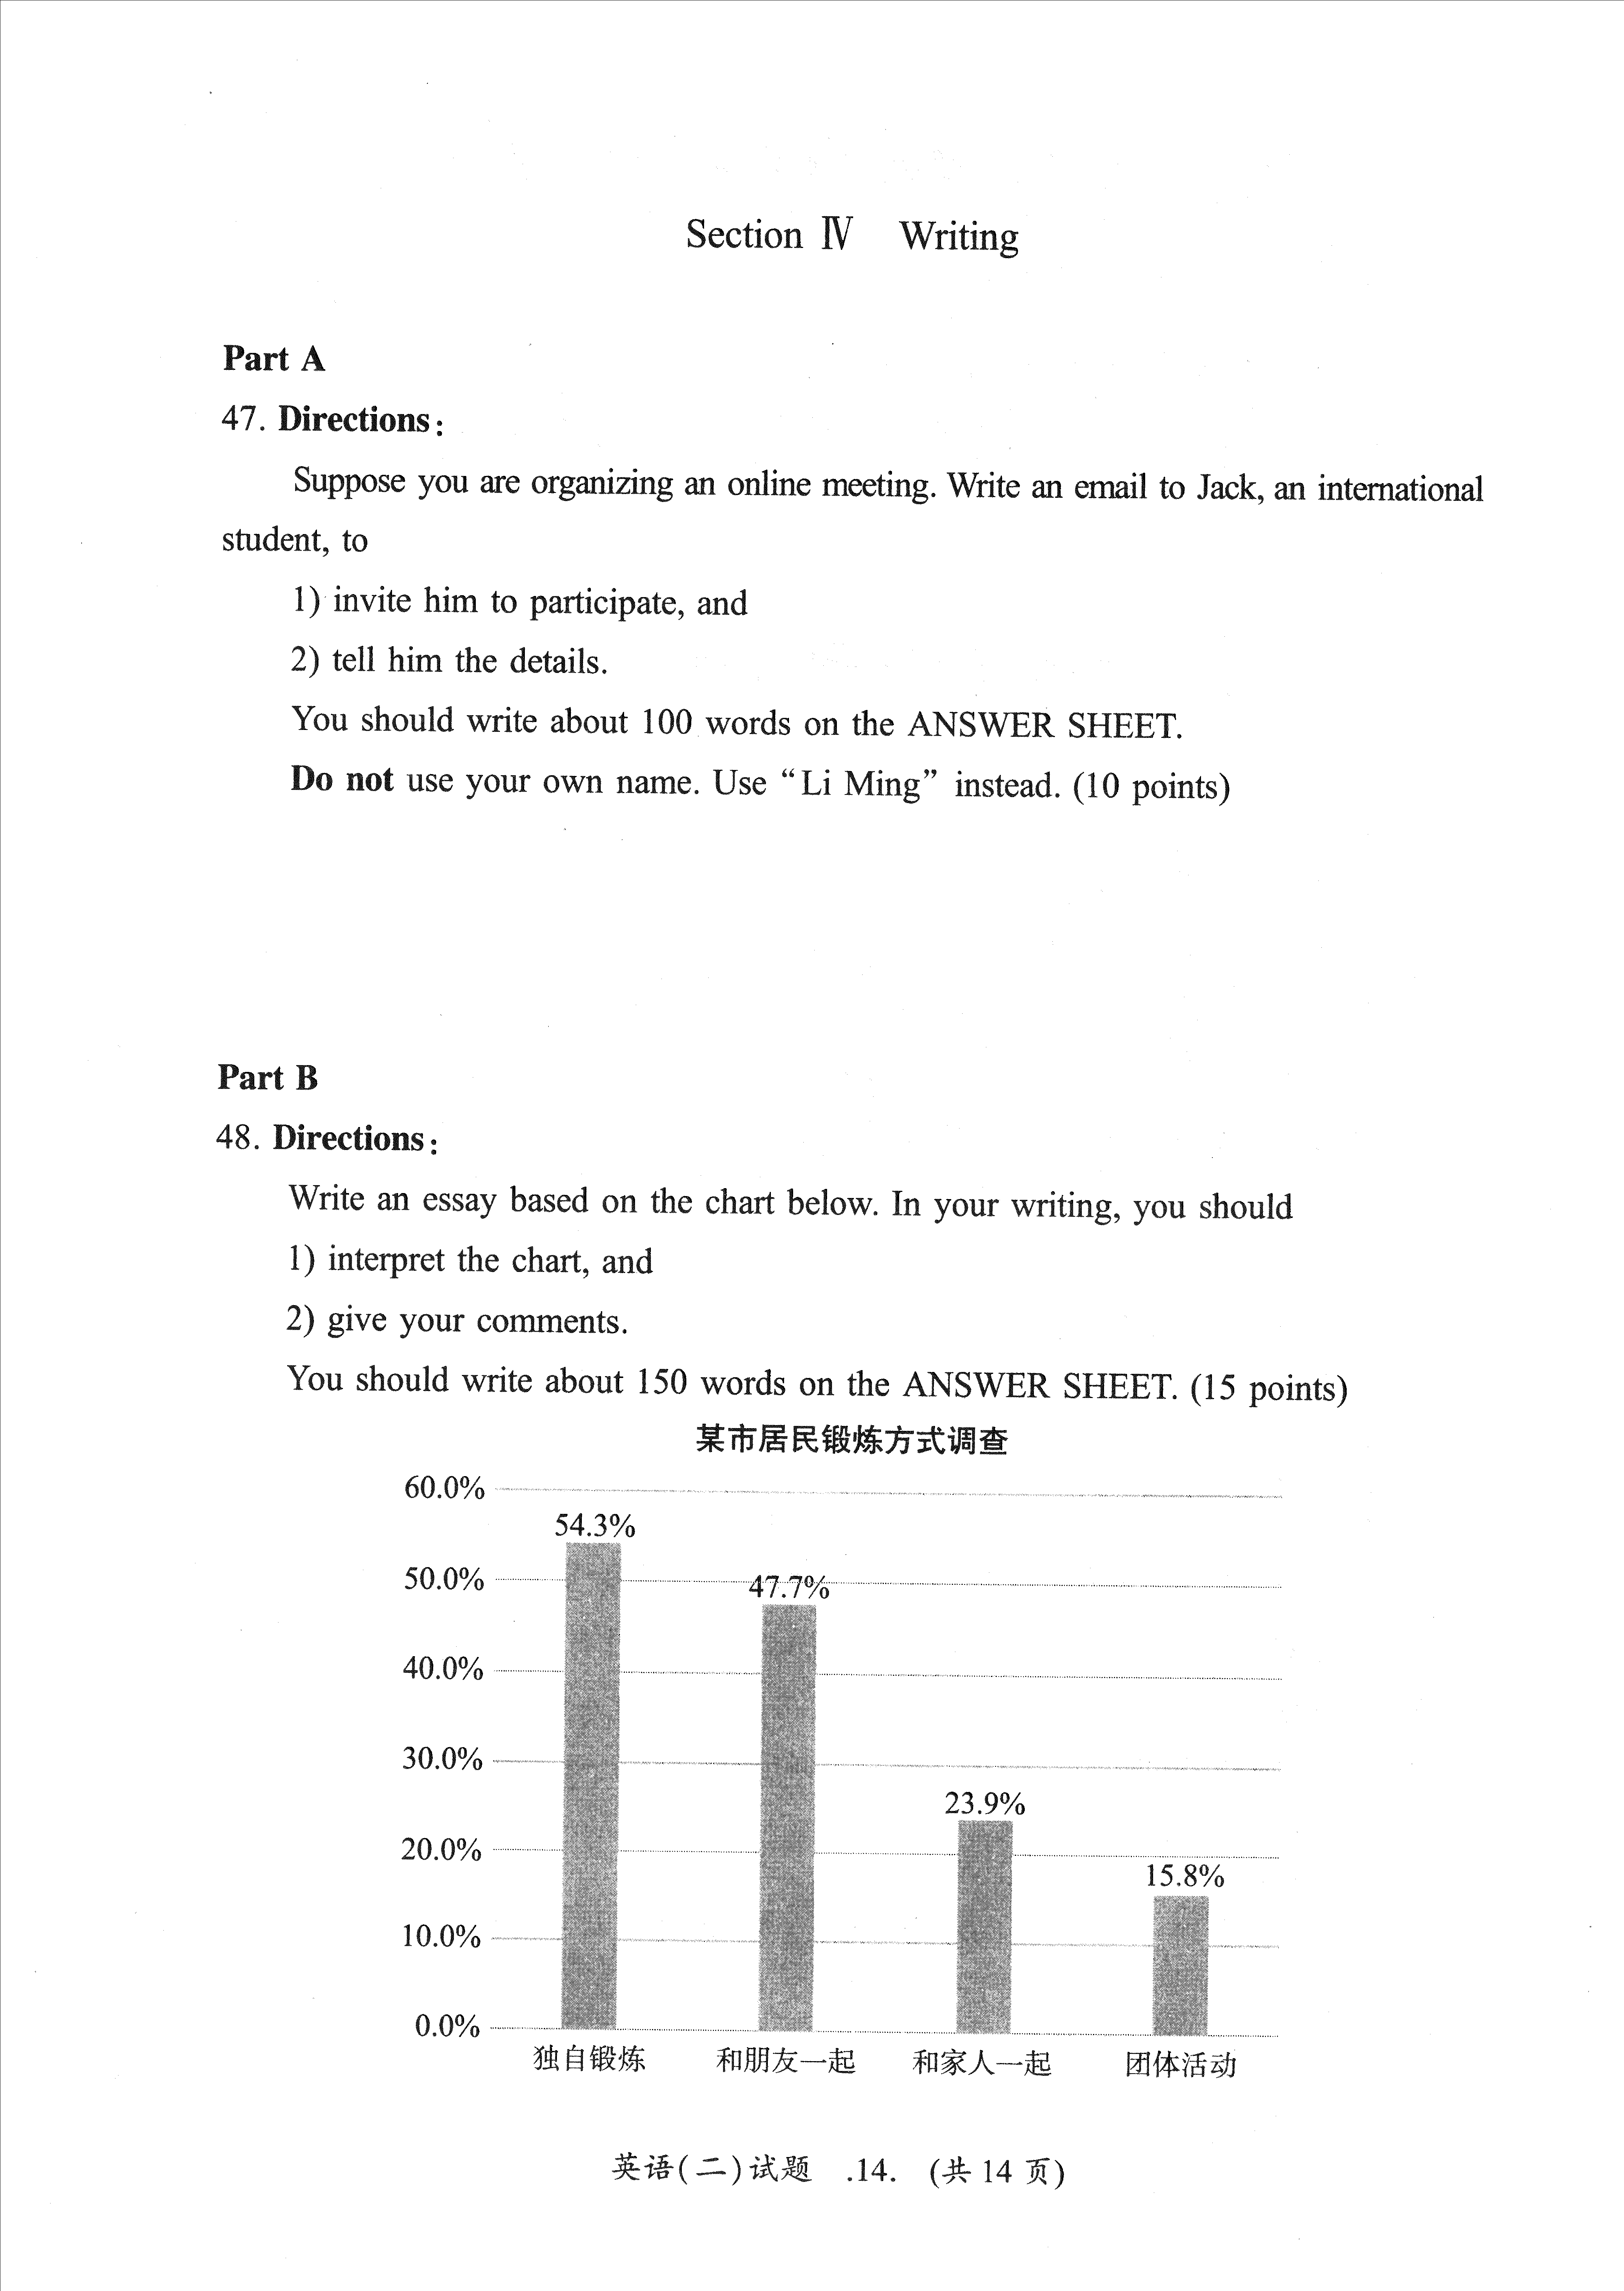 Section Ⅳ Writing
Part A
47. Directions:
Suppose you are organizing an online meeting. Write an email to Jack, an international
student, to
1) invite him to participate, and
2) tell him the details.
You should write about 100 words on the ANSWER SHEET.
Do not use your own name. Use “Li Ming” instead. (10 points)
Part B
48. Directions:
Write an essay based on the chart below. In your writing, you should
1) interpret the chart, and
2) give your comments.
You should write about 150 words on the ANSWER SHEET. (15 points)
某市居民锻炼方式调查
60.0%
54.3%
50.0%
47.7%
40.0%
30.0%
23.9%
20.0%
15.8%
10.0%
0.0%
独自锻炼 和朋友一起 和家人一起 团体活动
英语(二)试题 .14. (共14页)